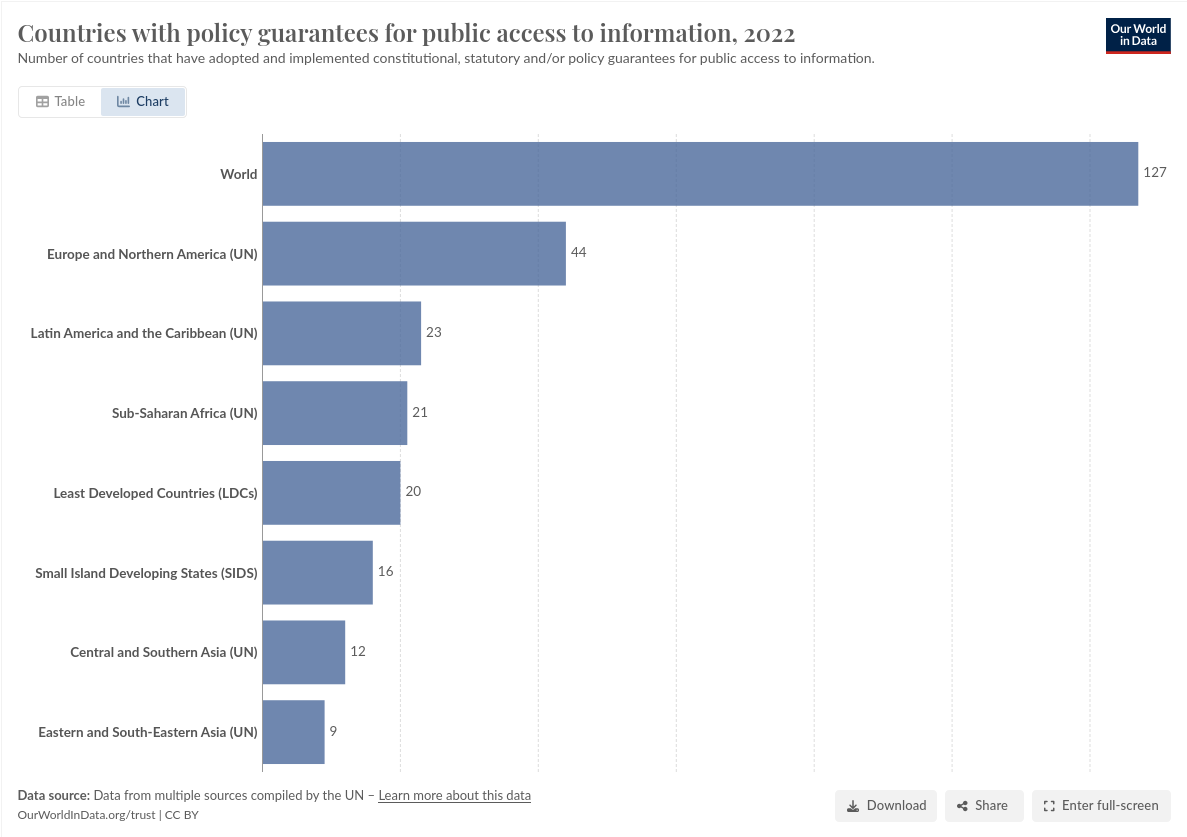 Countries with policy guarantees for public access to information, 2022
Our World
in Data
Number of countries that have adopted and implemented constitutional, statutory and/or policy guarantees for public access to information.
Table
Chart
World
127
Europe and Northern America (UN)
44
Latin America and the Caribbean (UN)
23
Sub-Saharan Africa (UN)
21
Least Developed Countries (LDCs)
20
Small Island Developing States (SIDS)
16
Central and Southern Asia (UN)
12
Eastern and South-Eastern Asia (UN)
9
Data source: Data from multiple sources compiled by the UN – Learn more about this data
OurWorldInData.org/trust | CC BY
Download
Share
Enter full-screen